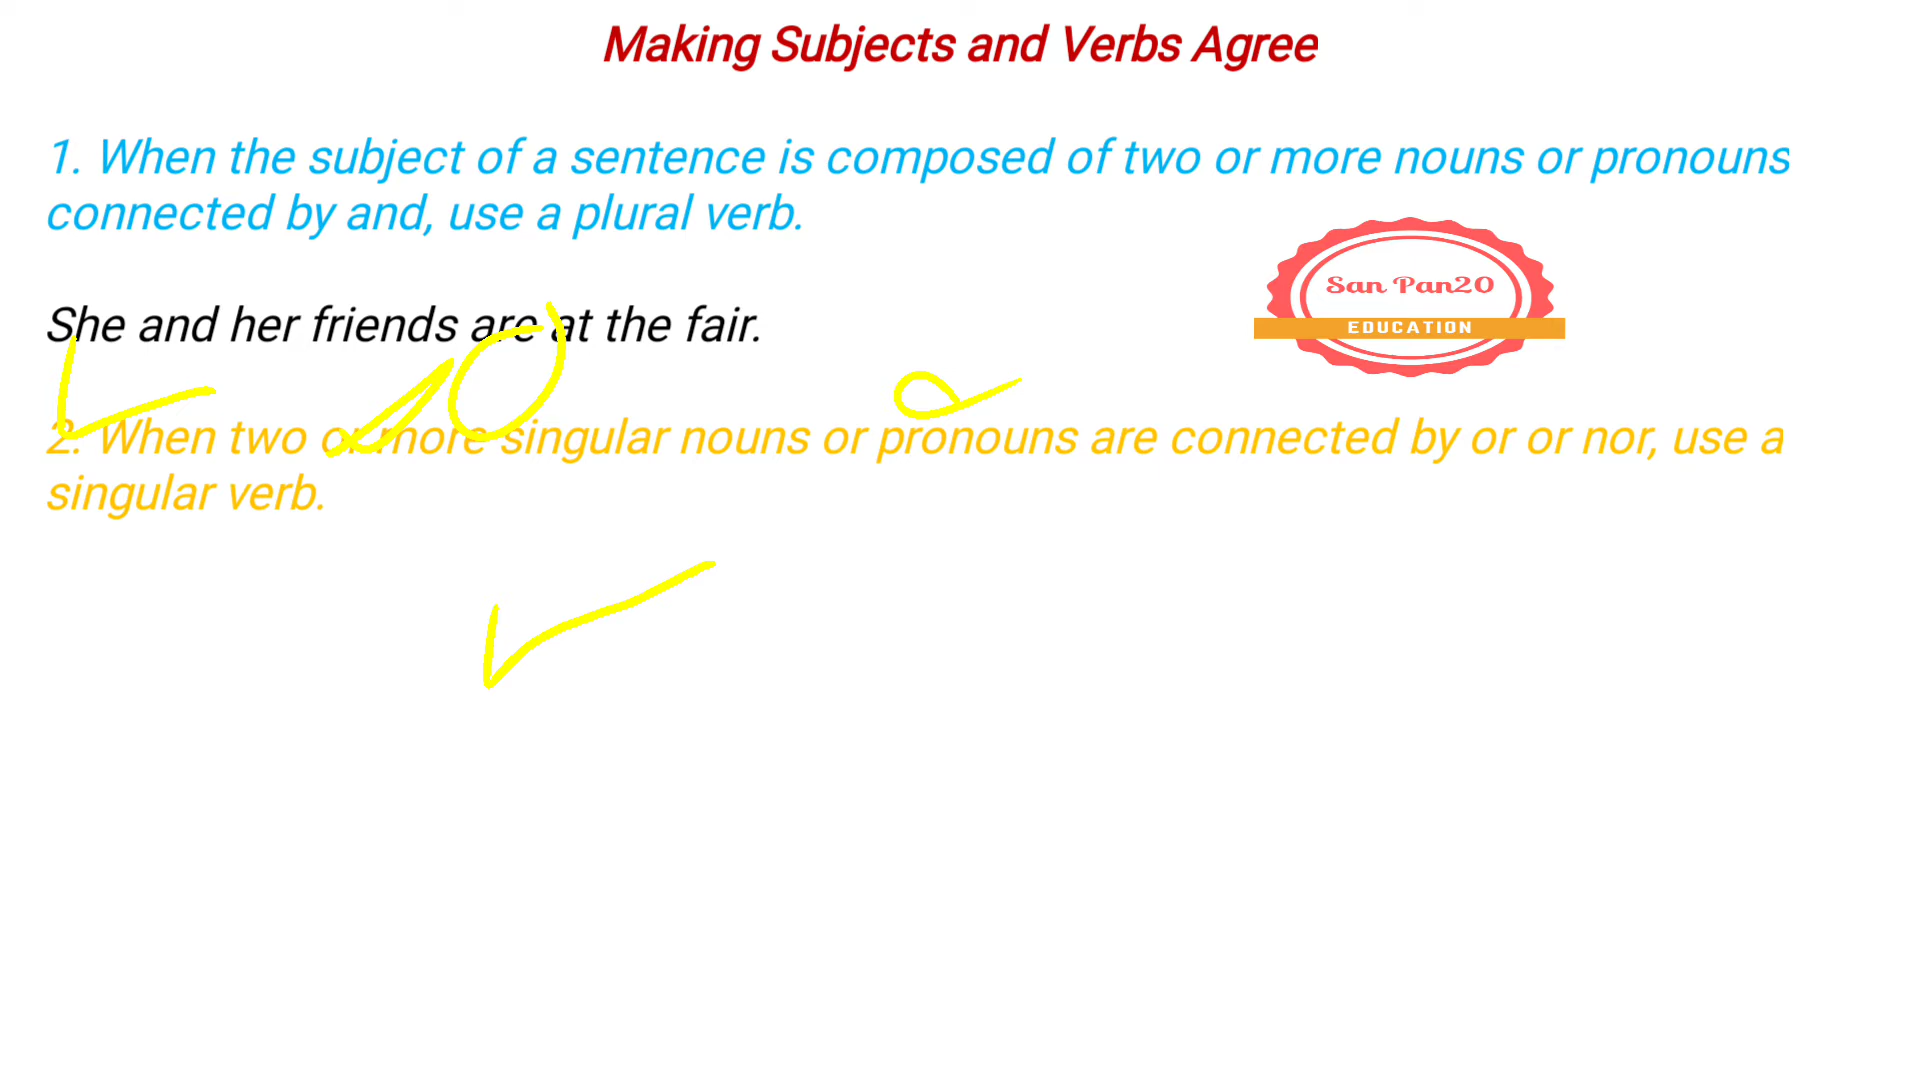 Making Subjects and Verbs Agree
1. When the subject of a sentence is composed of two or more nouns or pronouns
connected by and, use a plural verb.
San Pan20
EDUCATION
She and her friends are at the fair.
2. When two or more singular nouns or pronouns are connected by or or nor, use a
singular verb.